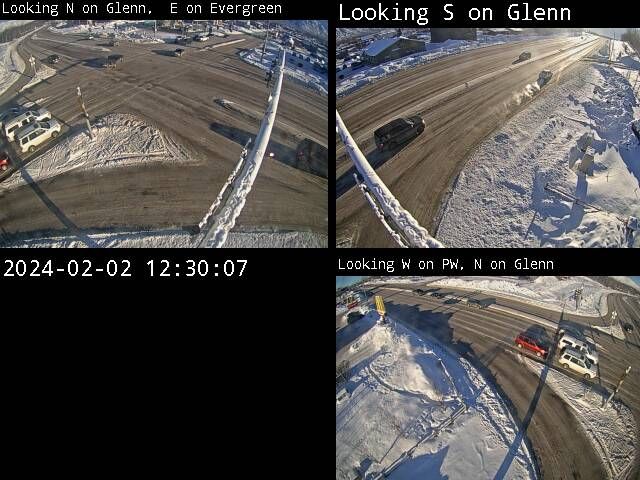 Looking N on Glenn,  E on Evergreen
Looking S on Glenn
2024-02-02 12:30:07
Looking W on PW, N on Glenn